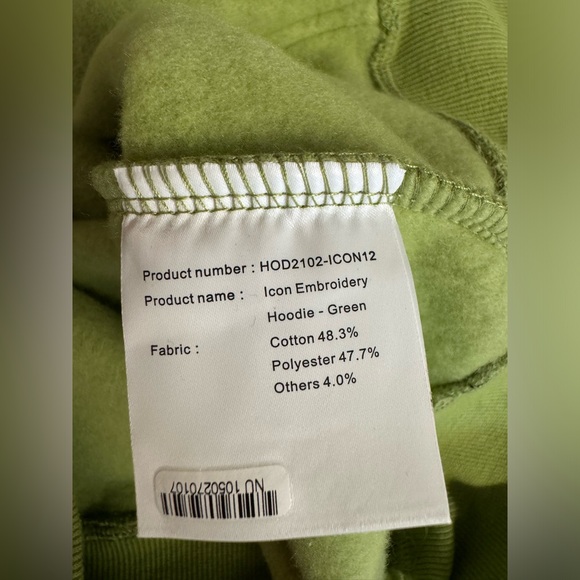 Product number : HOD2102-ICON12
Product name : Icon Embroidery
Hoodie - Green
Fabric : Cotton 48.3%
Polyester 47.7%
Others 4.0%
NU 1050270107